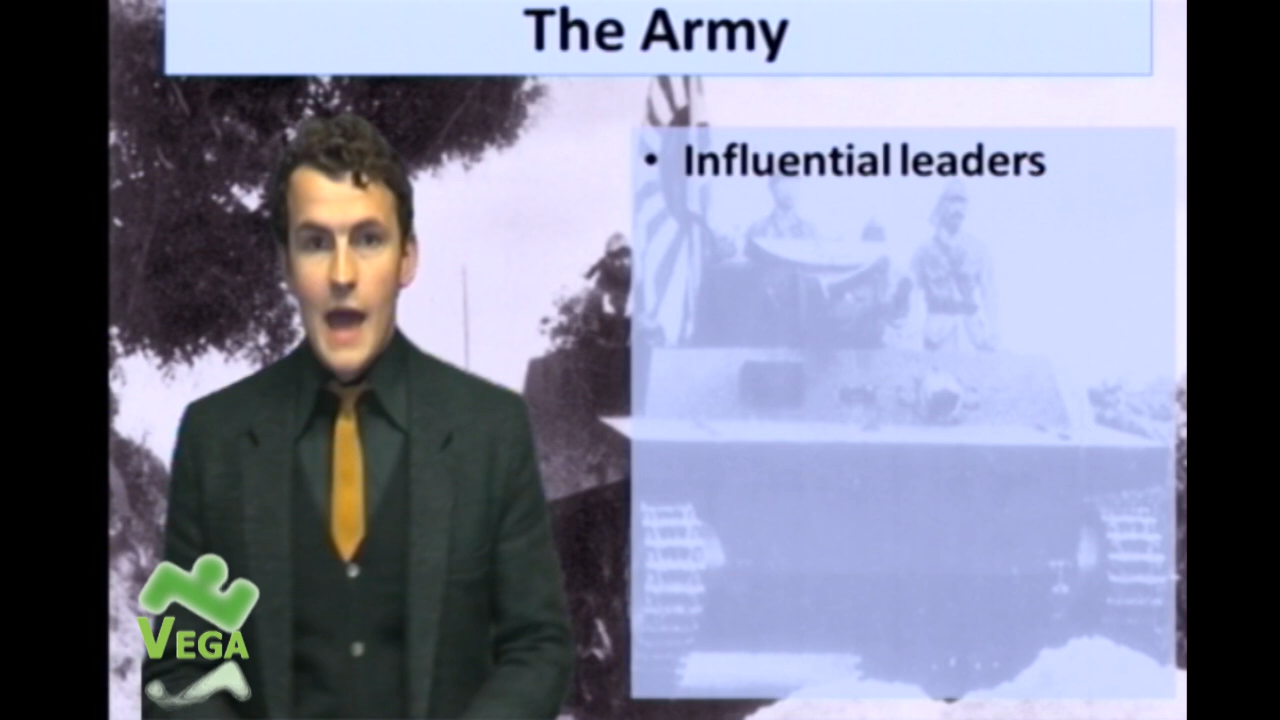 The Army
• Influential leaders
VEGA